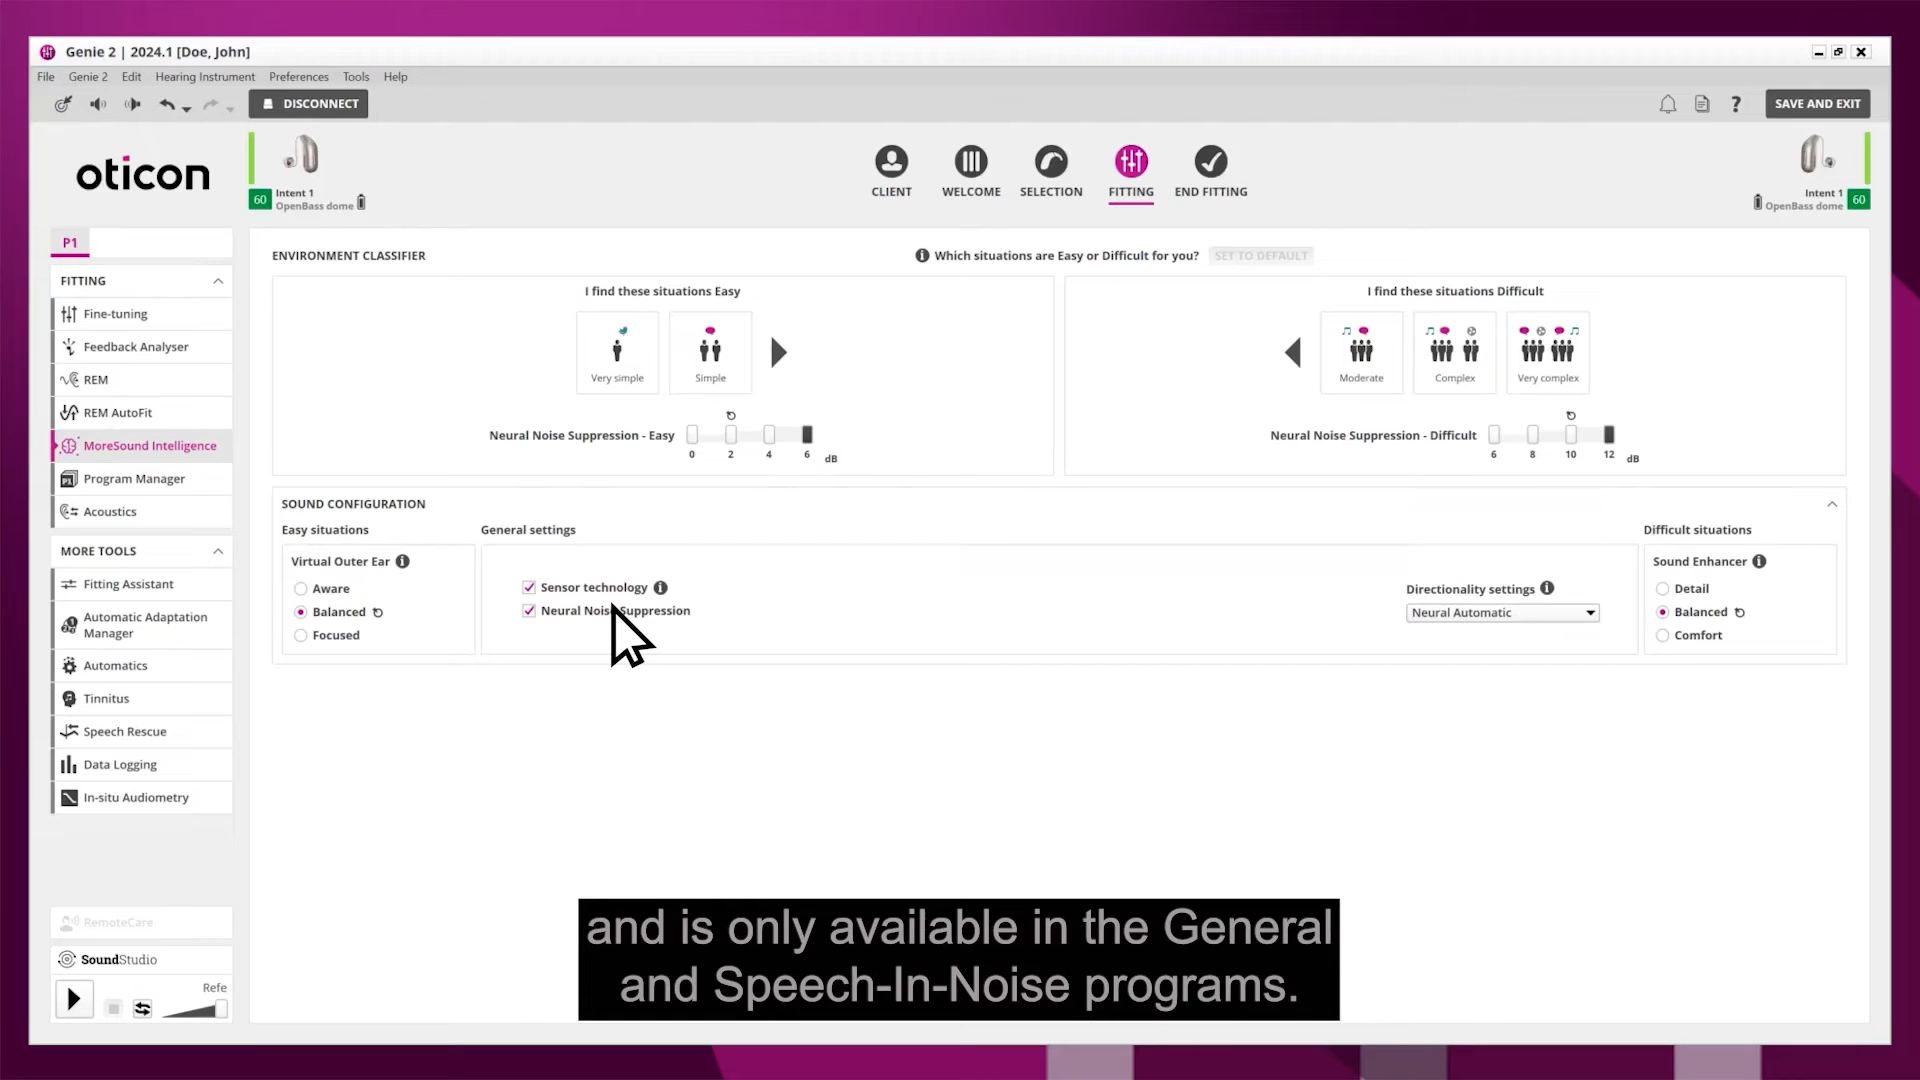 Genie 2 | 2024.1 [Doe, John]
File Genie 2 Edit Hearing Instrument Preferences Tools Help
DISCONNECT
? SAVE AND EXIT
oticon
60 Intent 1
OpenBass dome
CLIENT WELCOME SELECTION FITTING END FITTING
Intent 1 60
OpenBass dome
P1
FITTING
Fine-tuning
Feedback Analyser
REM
REM AutoFit
MoreSound Intelligence
P1 Program Manager
Acoustics
MORE TOOLS
Fitting Assistant
Automatic Adaptation
Manager
Automatics
Tinnitus
Speech Rescue
Data Logging
In-situ Audiometry
RemoteCare
SoundStudio
Refe
ENVIRONMENT CLASSIFIER
Which situations are Easy or Difficult for you? SET TO DEFAULT
I find these situations Easy
Very simple Simple
Neural Noise Suppression - Easy
0 2 4 6 dB
I find these situations Difficult
Moderate Complex Very complex
Neural Noise Suppression - Difficult
6 8 10 12 dB
SOUND CONFIGURATION
Easy situations
Virtual Outer Ear
Aware
Balanced
Focused
General settings
Sensor technology
Neural Noise Suppression
Directionality settings
Neural Automatic
Difficult situations
Sound Enhancer
Detail
Balanced
Comfort
and is only available in the General
and Speech-In-Noise programs.